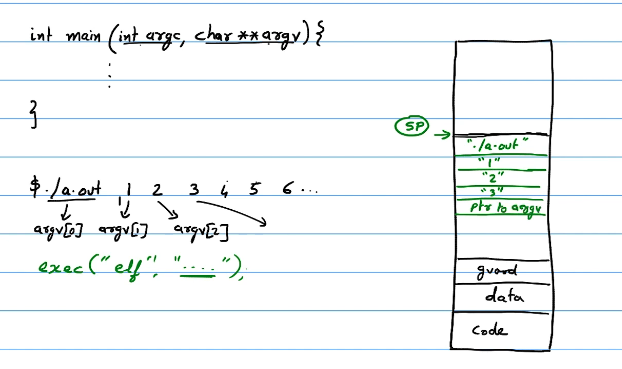 int main (int argc, char **argv) {
⋮
}
$ ./a.out 1 2 3 4 5 6 ...
argv[0] argv[1] argv[2]
exec("elf", "....");
SP
"./a.out"
"1"
"2"
"3"
ptr to argv
guard
data
code